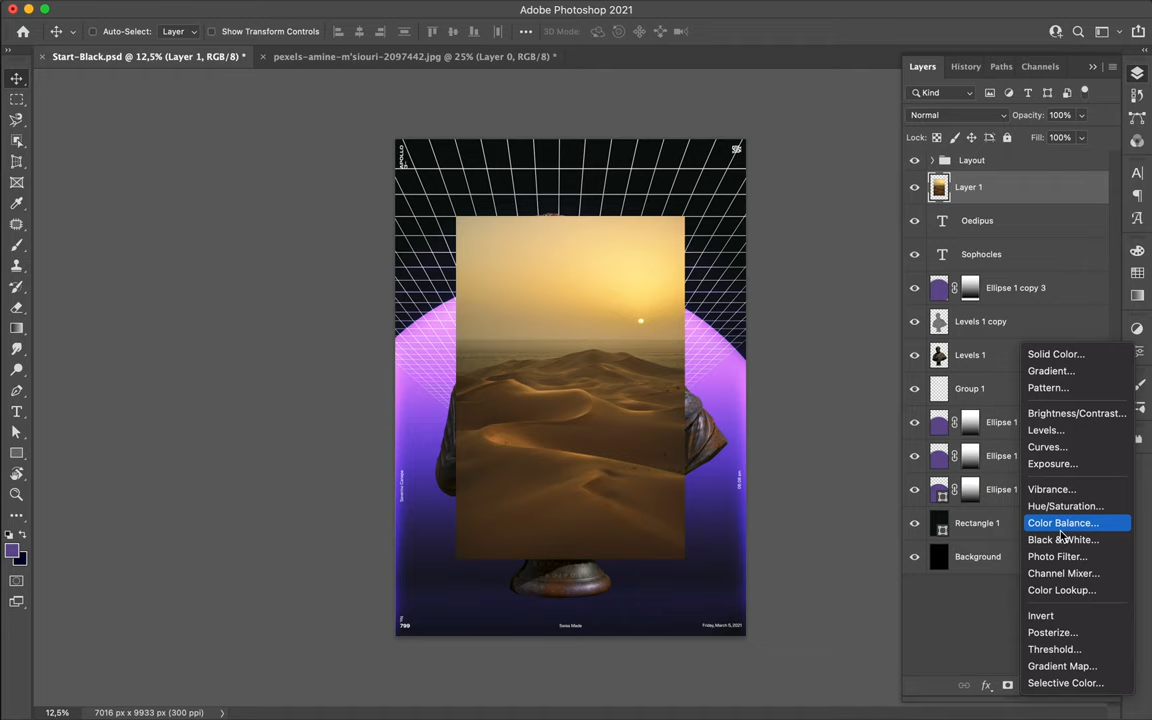 Adobe Photoshop 2021
Auto-Select:
Layer
Show Transform Controls
3D Mode:
Start-Black.psd @ 12,5% (Layer 1, RGB/8) *
pexels-amine-m'siouri-2097442.jpg @ 25% (Layer 0, RGB/8) *
Layers
History
Paths
Channels
Kind
Normal
Opacity: 100%
Lock:
Fill: 100%
Layout
Layer 1
Oedipus
Sophocles
Ellipse 1 copy 3
Levels 1 copy
Levels 1
Group 1
Ellipse 1
Ellipse 1
Ellipse 1
Rectangle 1
Background
Solid Color...
Gradient...
Pattern...
Brightness/Contrast...
Levels...
Curves...
Exposure...
Vibrance...
Hue/Saturation...
Color Balance...
Black & White...
Photo Filter...
Channel Mixer...
Color Lookup...
Invert
Posterize...
Threshold...
Gradient Map...
Selective Color...
APOLLO
799
Swiss Made
Friday, March 5, 2021
12,5%
7016 px x 9933 px (300 ppi)